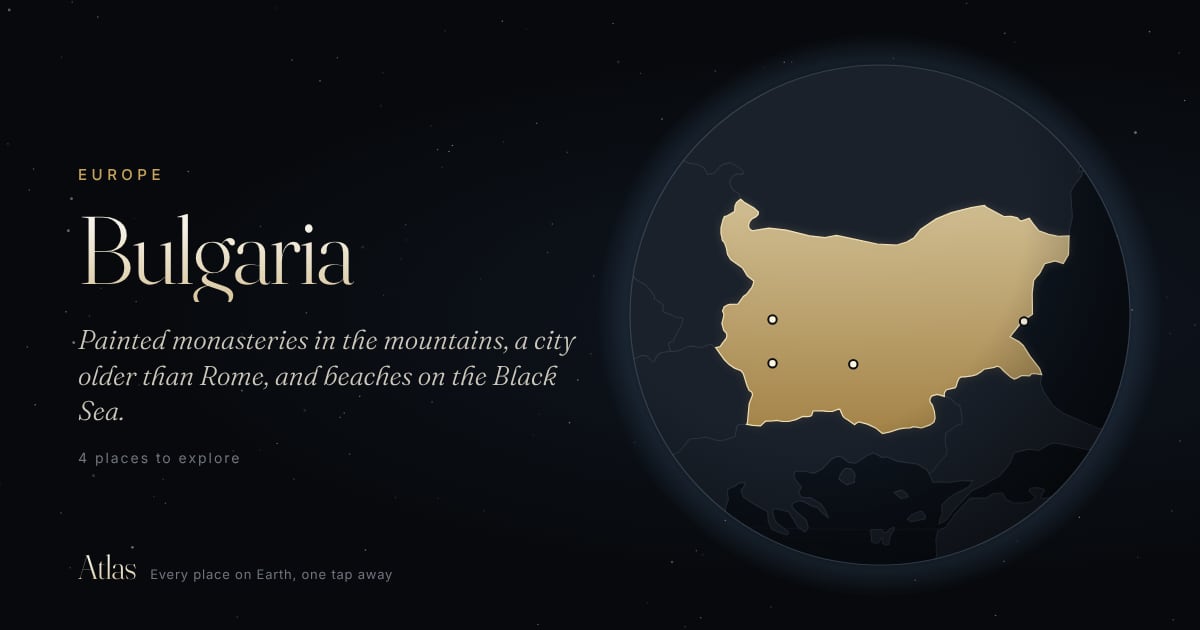 EUROPE
Bulgaria
Painted monasteries in the mountains, a city
older than Rome, and beaches on the Black
Sea.
4 places to explore
Atlas Every place on Earth, one tap away